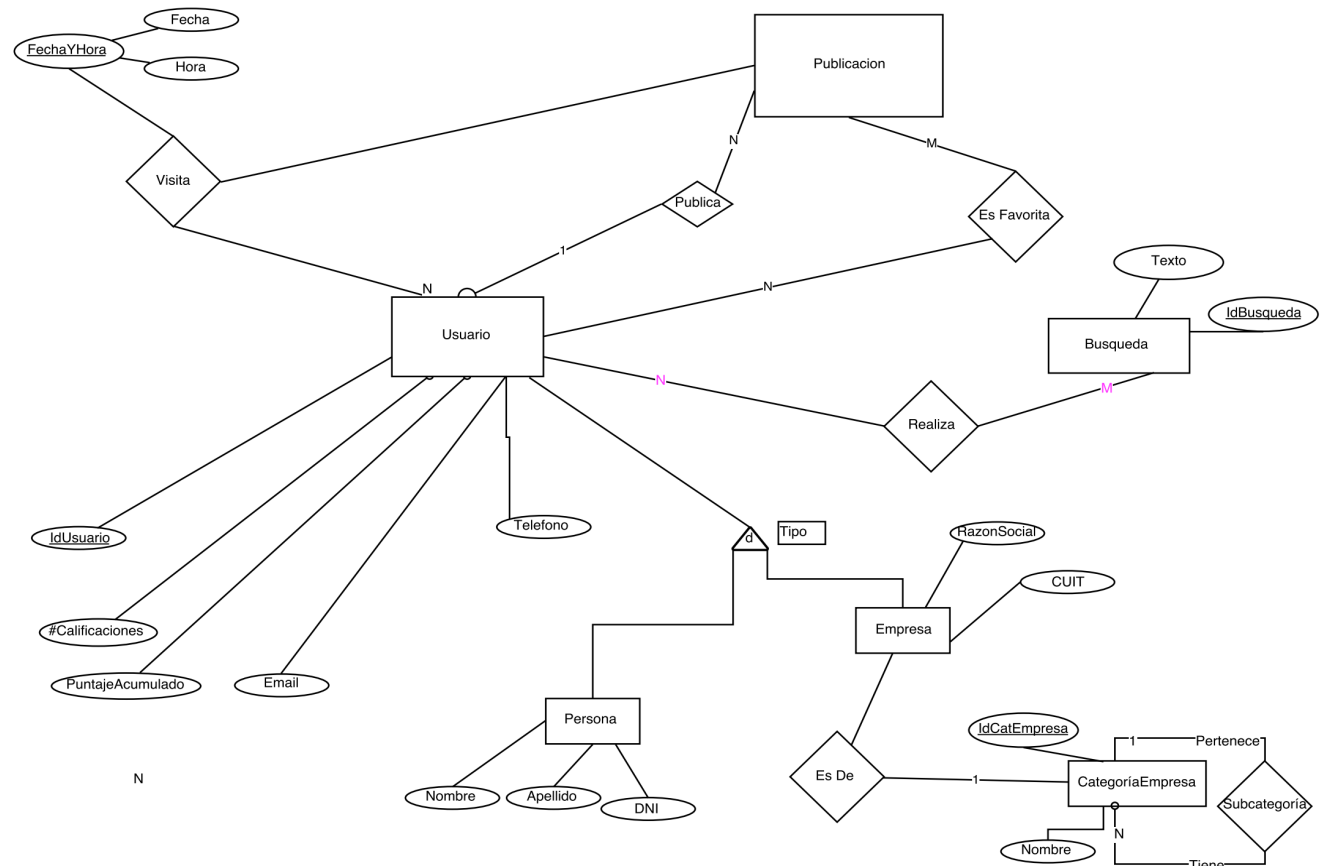 Fecha
FechaYHora
Hora
Publicacion
N
M
Visita
Publica
Es Favorita
1
Texto
N
N
IdBusqueda
Usuario
Busqueda
N
M
Realiza
Telefono
d
Tipo
RazonSocial
IdUsuario
CUIT
#Calificaciones
Empresa
PuntajeAcumulado
Email
Persona
IdCatEmpresa
1
Pertenece
N
Es De
1
CategoríaEmpresa
Nombre
Apellido
DNI
Subcategoría
N
Nombre
Tiene